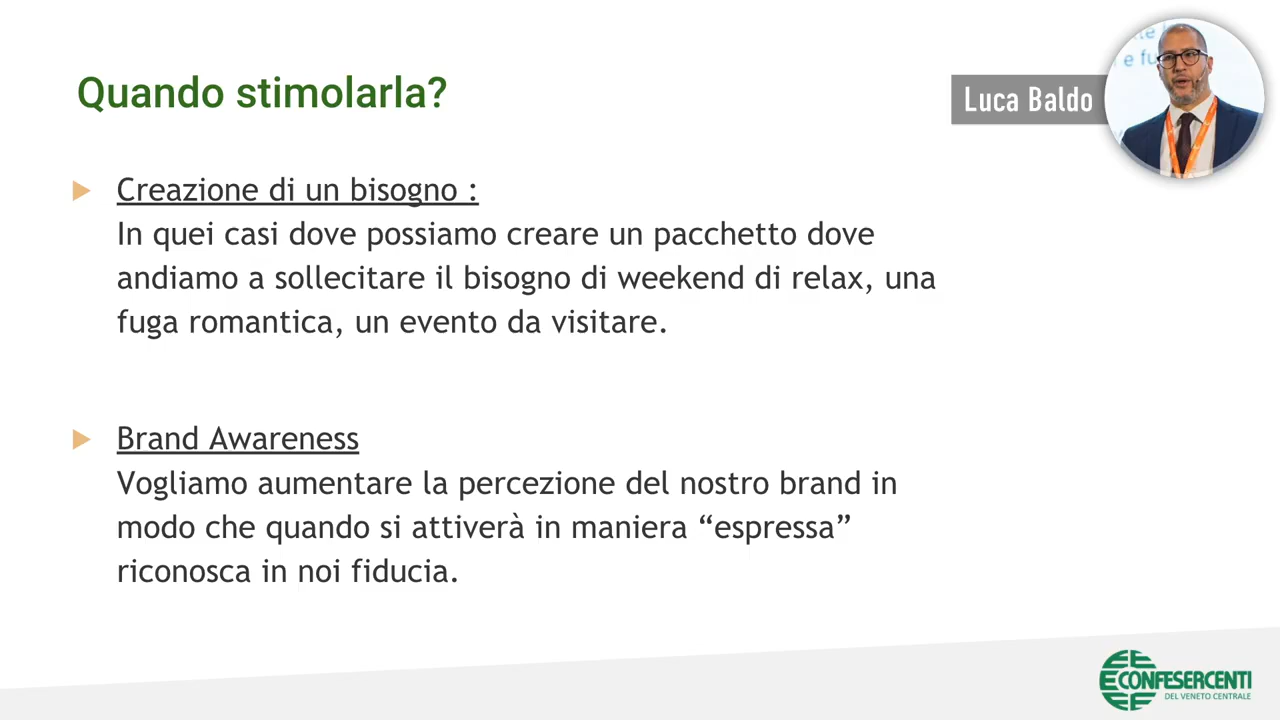 Quando stimolarla?
Luca Baldo
Creazione di un bisogno :
In quei casi dove possiamo creare un pacchetto dove
andiamo a sollecitare il bisogno di weekend di relax, una
fuga romantica, un evento da visitare.
Brand Awareness
Vogliamo aumentare la percezione del nostro brand in
modo che quando si attiverà in maniera “espressa”
riconosca in noi fiducia.
CONFESERCENTI
DEL VENETO CENTRALE